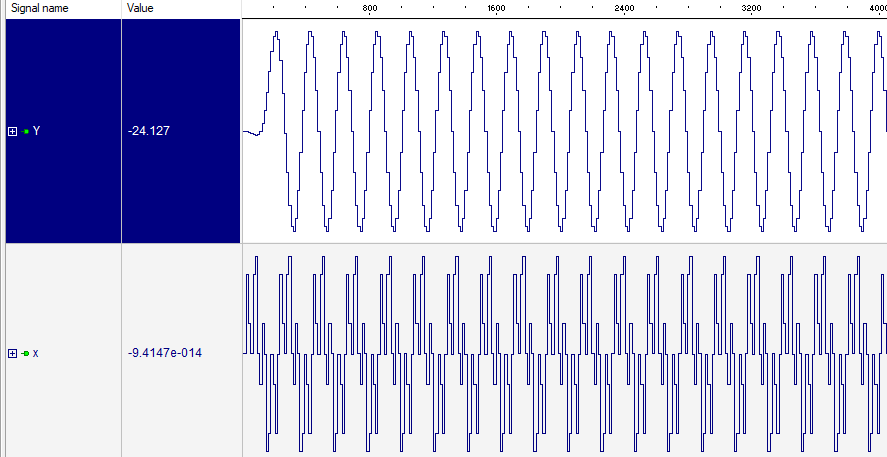 Signal name Value 800 1600 2400 3200 4000
Y -24.127
x -9.4147e-014